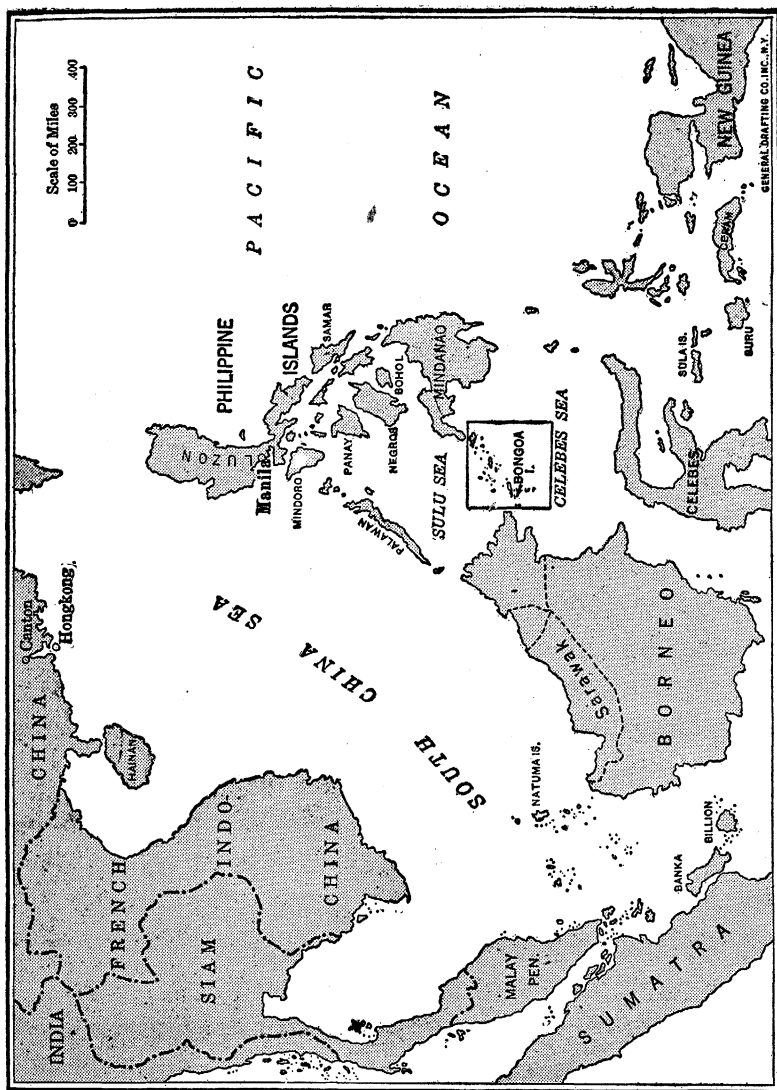 Scale of Miles
0 100 200 300 400
PACIFIC
OCEAN
CHINA
Canton
Hongkong
HAINAN
INDIA
FRENCH
INDO-
CHINA
SIAM
SOUTH
CHINA
SEA
PHILIPPINE
ISLANDS
LUZON
Manila
MINDORO
SAMAR
PANAY
NEGROS
BOHOL
PALAWAN
MINDANAO
SULU SEA
BONGOA
I.
CELEBES SEA
MALAY
PEN.
NATUMA IS.
Sarawak
BORNEO
CELEBES
SULA IS.
BURU
CERAM
NEW GUINEA
SUMATRA
BANKA
BILLION
GENERAL DRAFTING CO. INC., N.Y.